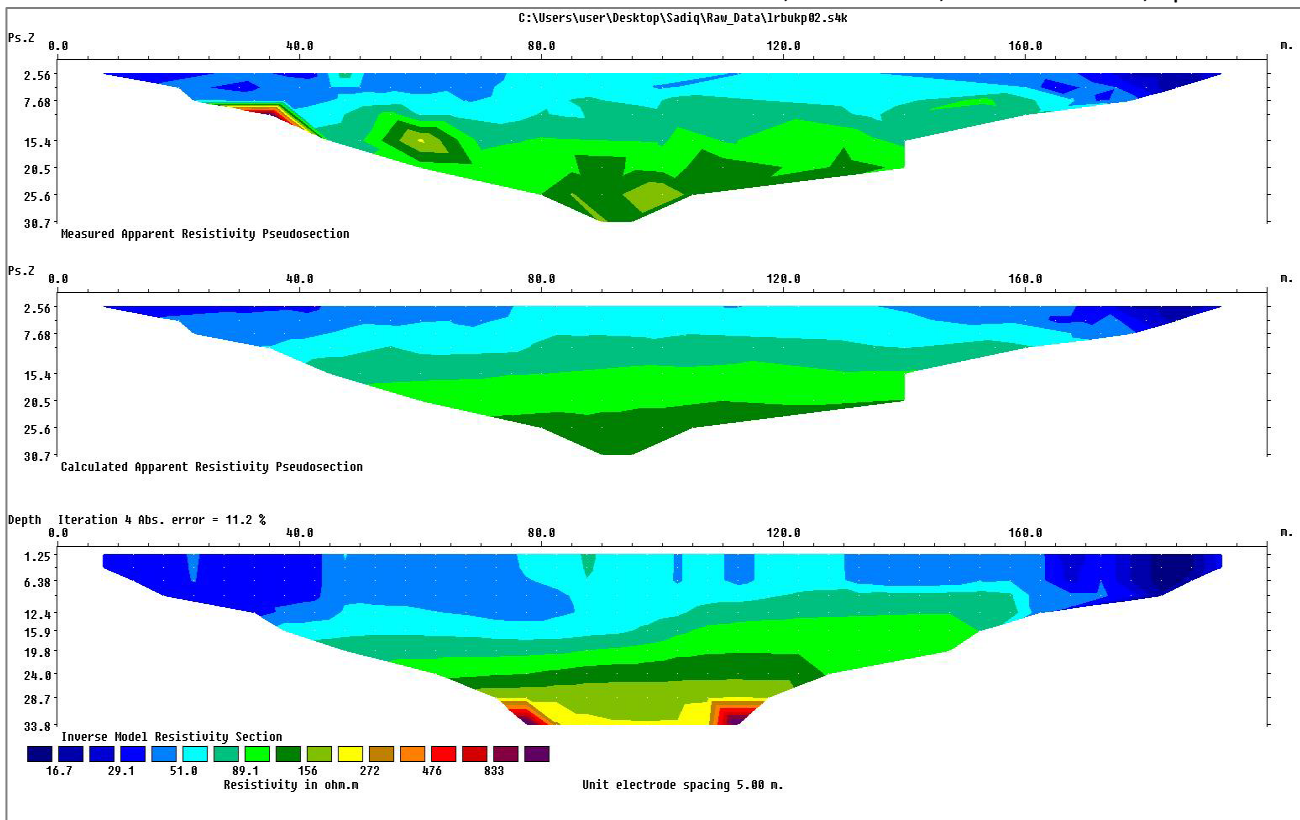 C:\Users\user\Desktop\Sadiq\Raw_Data\lrbukp02.s4k
Ps.Z 0.0 40.0 80.0 120.0 160.0 m.
2.56
7.68
15.4
20.5
25.6
30.7
Measured Apparent Resistivity Pseudosection
Ps.Z 0.0 40.0 80.0 120.0 160.0 m.
2.56
7.68
15.4
20.5
25.6
30.7
Calculated Apparent Resistivity Pseudosection
Depth Iteration 4 Abs. error = 11.2 %
0.0 40.0 80.0 120.0 160.0 m.
1.25
6.38
12.4
15.9
19.8
24.0
28.7
33.8
Inverse Model Resistivity Section
16.7 29.1 51.0 89.1 156 272 476 833
Resistivity in ohm.m Unit electrode spacing 5.00 m.